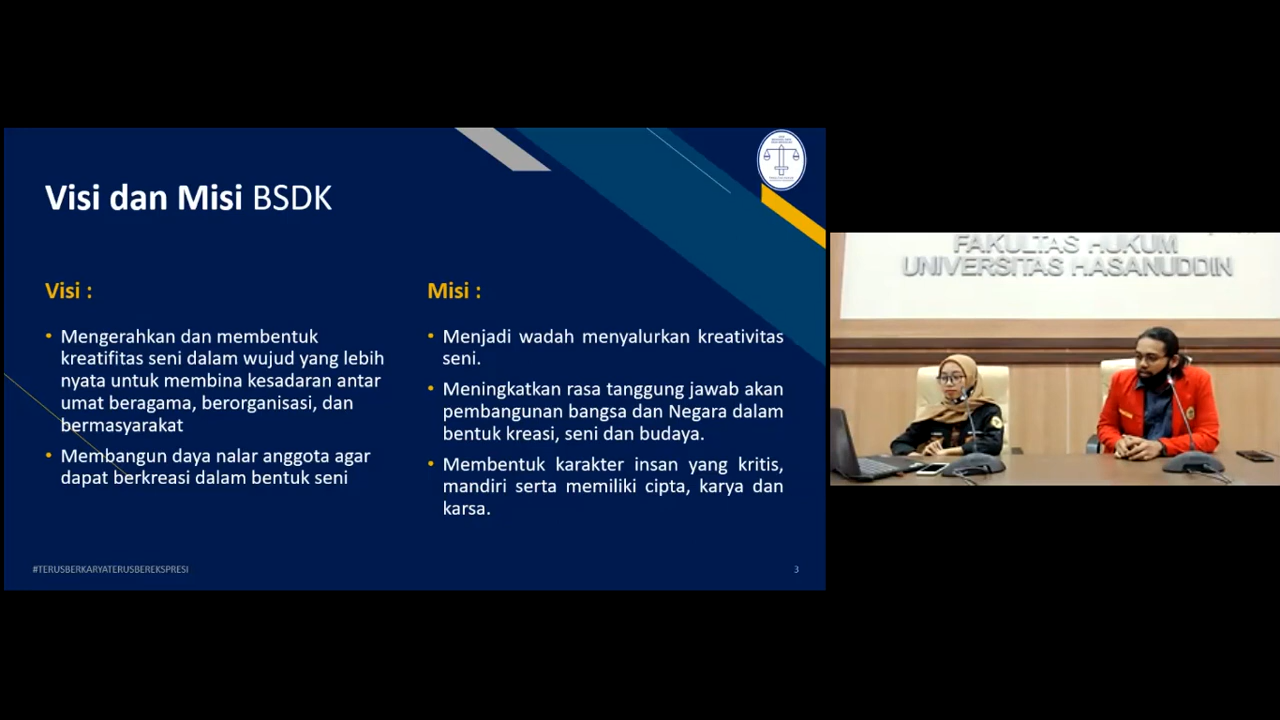 Visi dan Misi BSDK
Visi :
• Mengerahkan dan membentuk
kreatifitas seni dalam wujud yang lebih
nyata untuk membina kesadaran antar
umat beragama, berorganisasi, dan
bermasyarakat
• Membangun daya nalar anggota agar
dapat berkreasi dalam bentuk seni
Misi :
• Menjadi wadah menyalurkan kreativitas
seni.
• Meningkatkan rasa tanggung jawab akan
pembangunan bangsa dan Negara dalam
bentuk kreasi, seni dan budaya.
• Membentuk karakter insan yang kritis,
mandiri serta memiliki cipta, karya dan
karsa.
#TERUSBERKARYATERUSBEREKSPRESI
3
FAKULTAS HUKUM
UNIVERSITAS HASANUDDIN